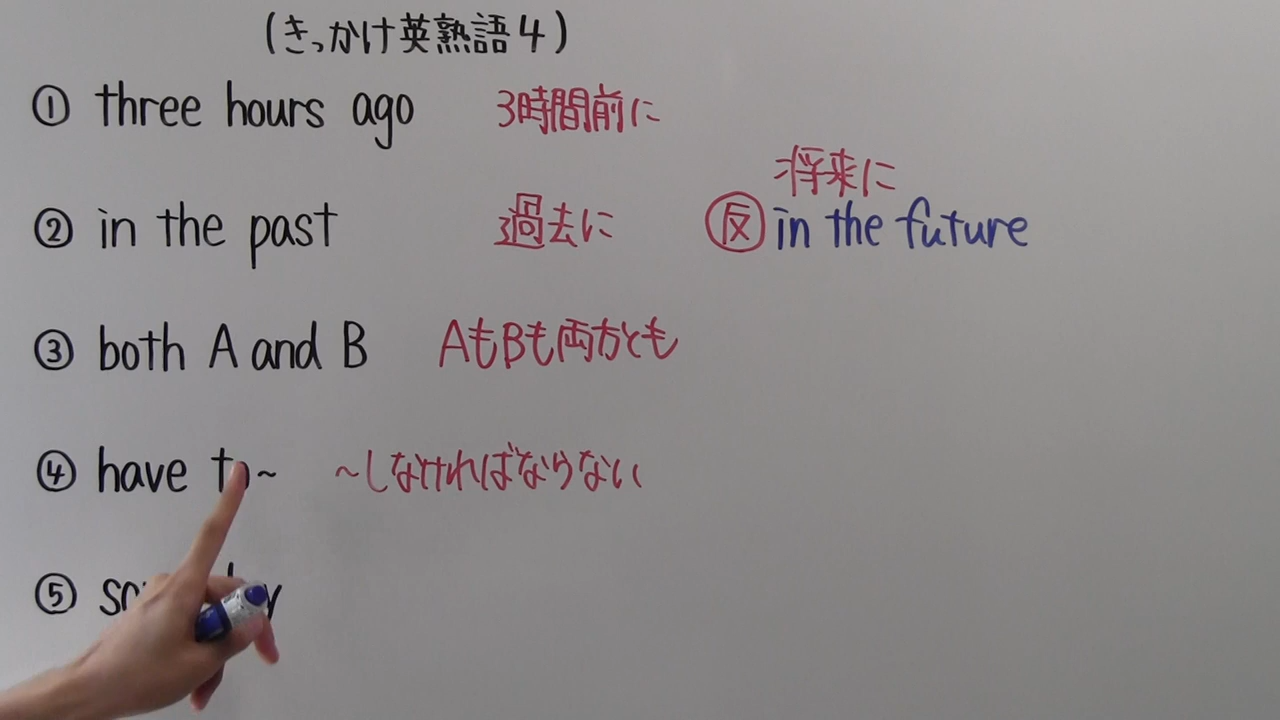 (きっかけ英熟語4)
① three hours ago 3時間前に
将来に
② in the past 過去に 反 in the future
③ both A and B AもBも両方とも
④ have to~ ~しなければならない
⑤